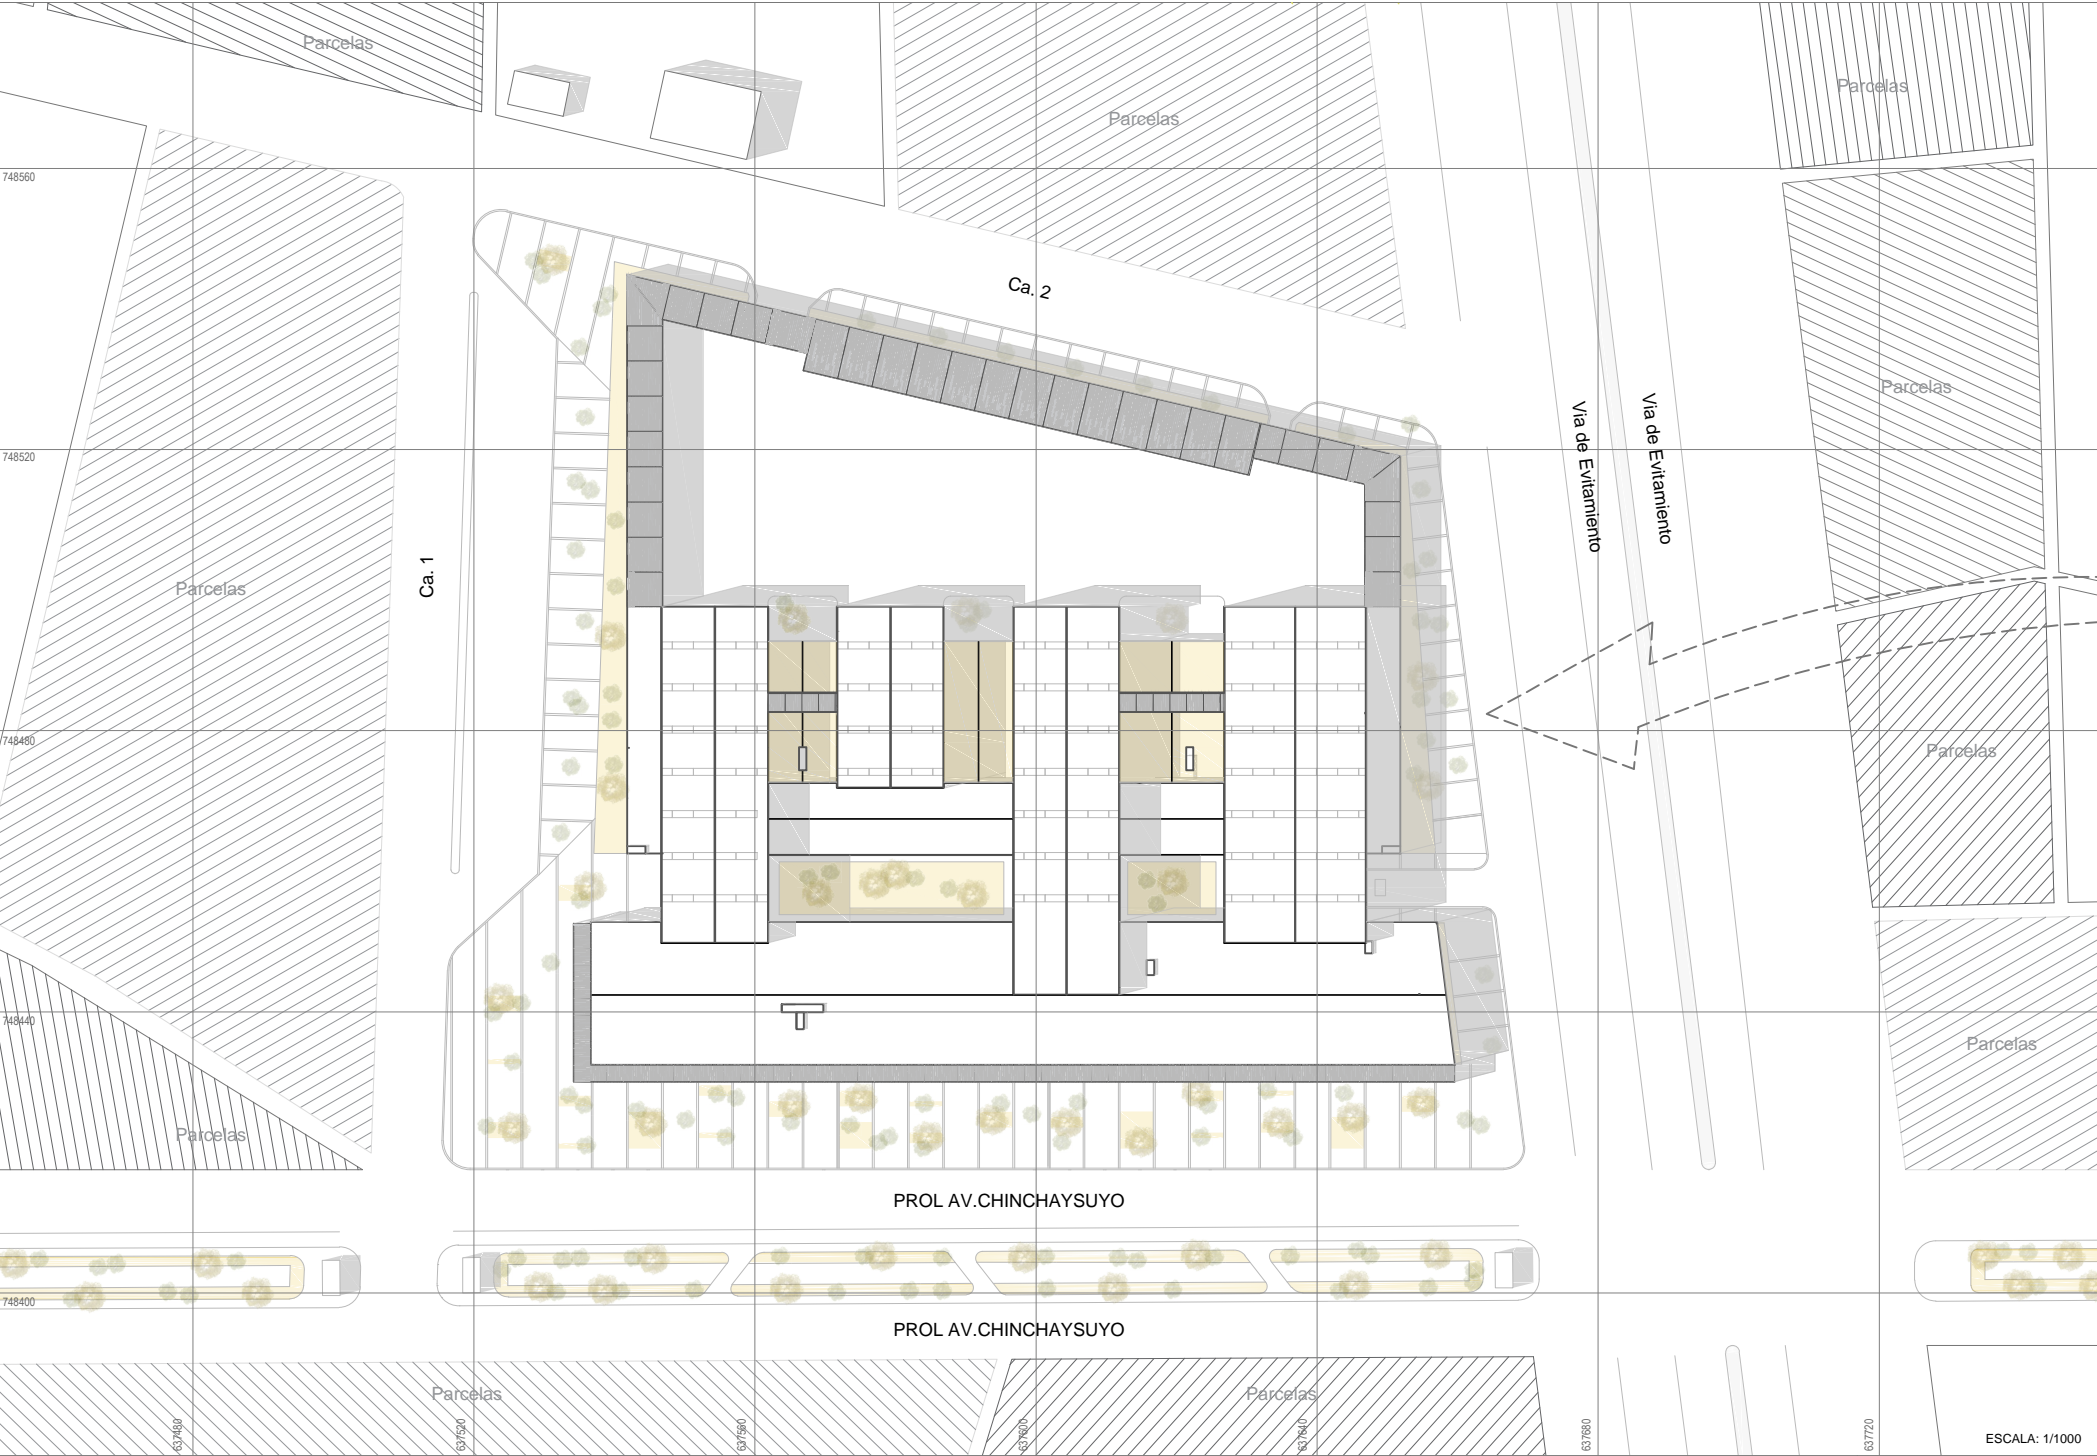 Parcelas
Parcelas
Parcelas
748560
Ca. 2
Parcelas
Via de Evitamiento
Via de Evitamiento
748520
Ca. 1
Parcelas
748480
Parcelas
748440
Parcelas
Parcelas
PROL AV.CHINCHAYSUYO
748400
PROL AV.CHINCHAYSUYO
Parcelas
Parcelas
637480
637520
637560
637600
637640
637680
637720
ESCALA: 1/1000